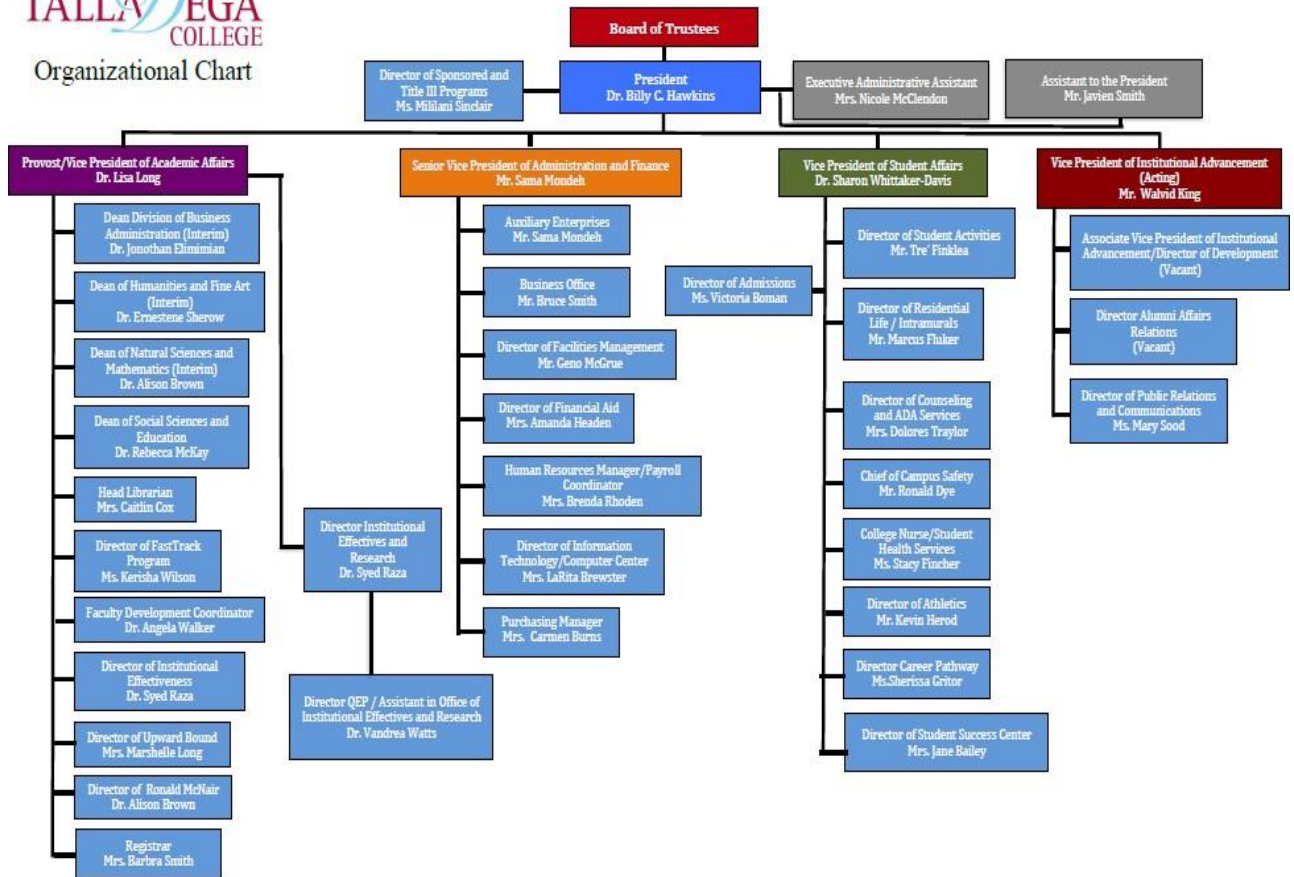 TALLADEGA
COLLEGE
Organizational Chart
Board of Trustees
Director of Sponsored and
Title III Programs
Ms. Mililani Sinclair
President
Dr. Billy C. Hawkins
Executive Administrative Assistant
Mrs. Nicole McClendon
Assistant to the President
Mr. Javien Smith
Provost/Vice President of Academic Affairs
Dr. Lisa Long
Dean Division of Business
Administration (Interim)
Dr. Jonothan Elimimian
Dean of Humanities and Fine Art
(Interim)
Dr. Ernestene Sherow
Dean of Natural Sciences and
Mathematics (Interim)
Dr. Alison Brown
Dean of Social Sciences and
Education
Dr. Rebecca McKay
Head Librarian
Mrs. Caitlin Cox
Director of FastTrack
Program
Ms. Kerisha Wilson
Faculty Development Coordinator
Dr. Angela Walker
Director of Institutional
Effectiveness
Dr. Syed Raza
Director of Upward Bound
Mrs. Marshelle Long
Director of Ronald McNair
Dr. Alison Brown
Registrar
Mrs. Barbra Smith
Director Institutional
Effectives and
Research
Dr. Syed Raza
Director QEP / Assistant in Office of
Institutional Effectives and Research
Dr. Vandrea Watts
Senior Vice President of Administration and Finance
Mr. Sama Mondeh
Auxiliary Enterprises
Mr. Sama Mondeh
Business Office
Mr. Bruce Smith
Director of Facilities Management
Mr. Geno McGrue
Director of Financial Aid
Mrs. Amanda Headen
Human Resources Manager/Payroll
Coordinator
Mrs. Brenda Rhoden
Director of Information
Technology/Computer Center
Mrs. LaRita Brewster
Purchasing Manager
Mrs. Carmen Burns
Vice President of Student Affairs
Dr. Sharon Whittaker-Davis
Director of Admissions
Ms. Victoria Boman
Director of Student Activities
Mr. Tre' Finklea
Director of Residential
Life / Intramurals
Mr. Marcus Fluker
Director of Counseling
and ADA Services
Mrs. Dolores Traylor
Chief of Campus Safety
Mr. Ronald Dye
College Nurse/Student
Health Services
Ms. Stacy Fincher
Director of Athletics
Mr. Kevin Herod
Director Career Pathway
Ms.Sherissa Gritor
Director of Student Success Center
Mrs. Jane Bailey
Vice President of Institutional Advancement
(Acting)
Mr. Walvid King
Associate Vice President of Institutional
Advancement/Director of Development
(Vacant)
Director Alumni Affairs
Relations
(Vacant)
Director of Public Relations
and Communications
Ms. Mary Sood